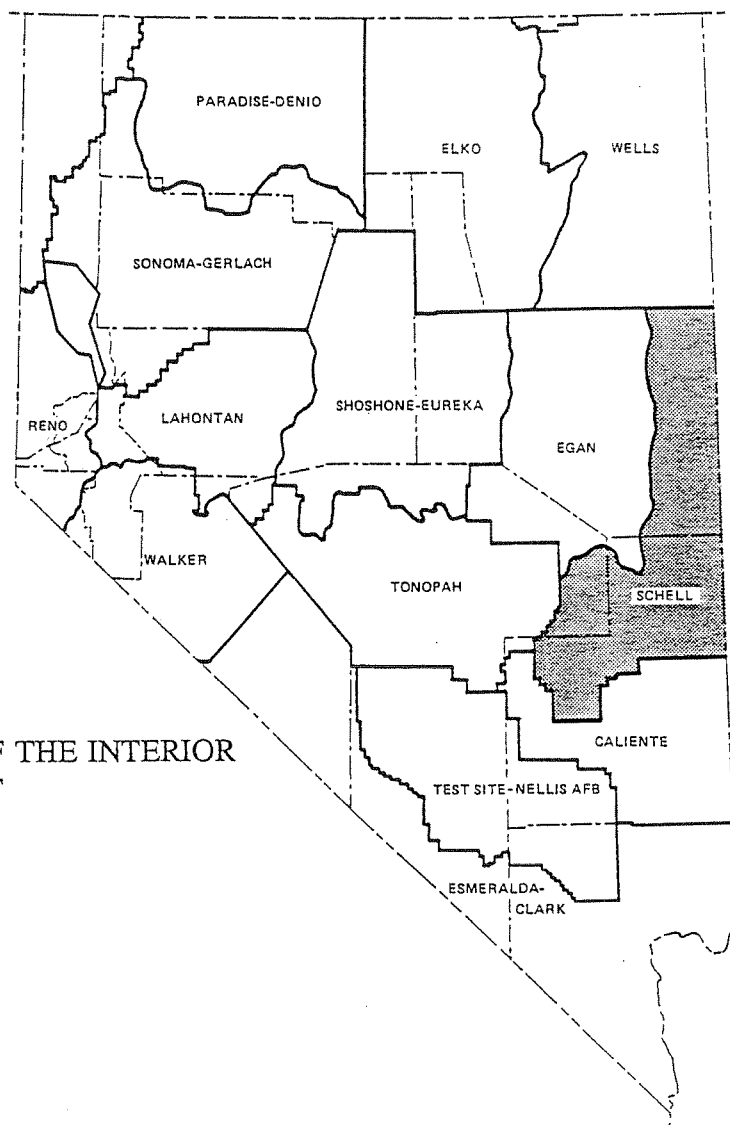 PARADISE-DENIO
ELKO
WELLS
SONOMA-GERLACH
SHOSHONE-EUREKA
RENO
LAHONTAN
EGAN
WALKER
TONOPAH
SCHELL
THE INTERIOR
CALIENTE
TEST SITE-NELLIS AFB
ESMERALDA-
CLARK